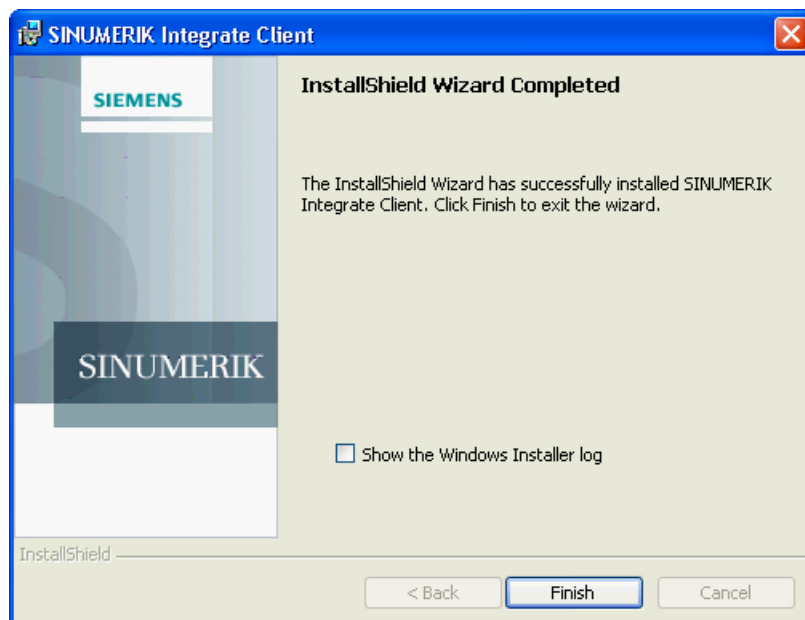 SINUMERIK Integrate Client
SIEMENS
InstallShield Wizard Completed
The InstallShield Wizard has successfully installed SINUMERIK
Integrate Client. Click Finish to exit the wizard.
SINUMERIK
Show the Windows Installer log
InstallShield
< Back
Finish
Cancel